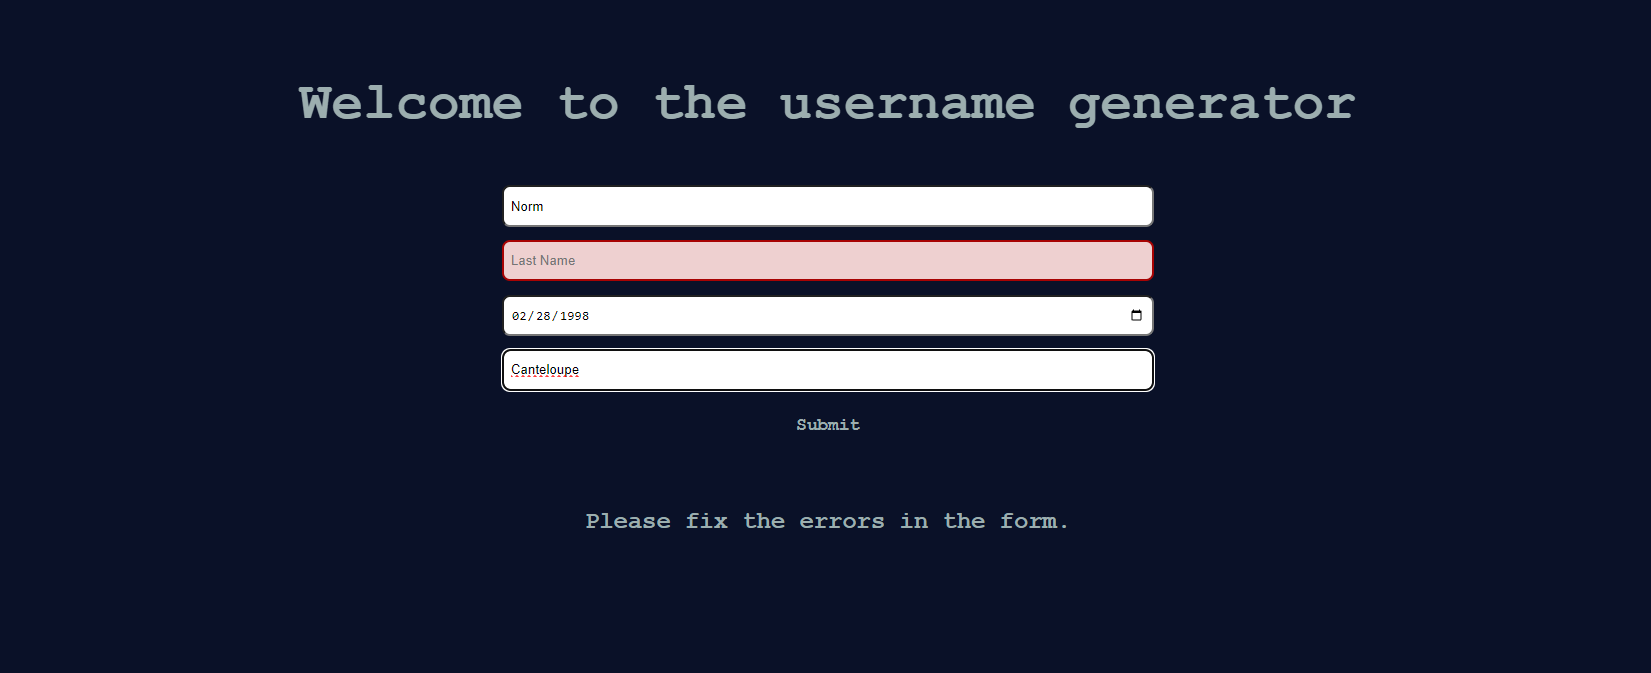 Welcome to the username generator
Norm
Last Name
02/28/1998
Canteloupe
Submit
Please fix the errors in the form.